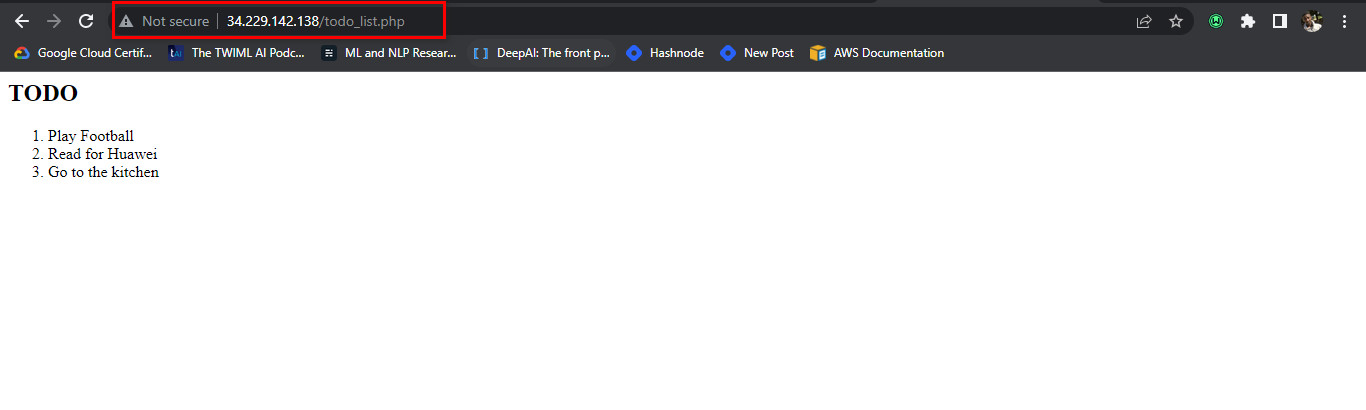 Not secure | 34.229.142.138/todo_list.php
Google Cloud Certif... The TWIML AI Podc... ML and NLP Resear... DeepAI: The front p... Hashnode New Post AWS Documentation
TODO
1. Play Football
2. Read for Huawei
3. Go to the kitchen